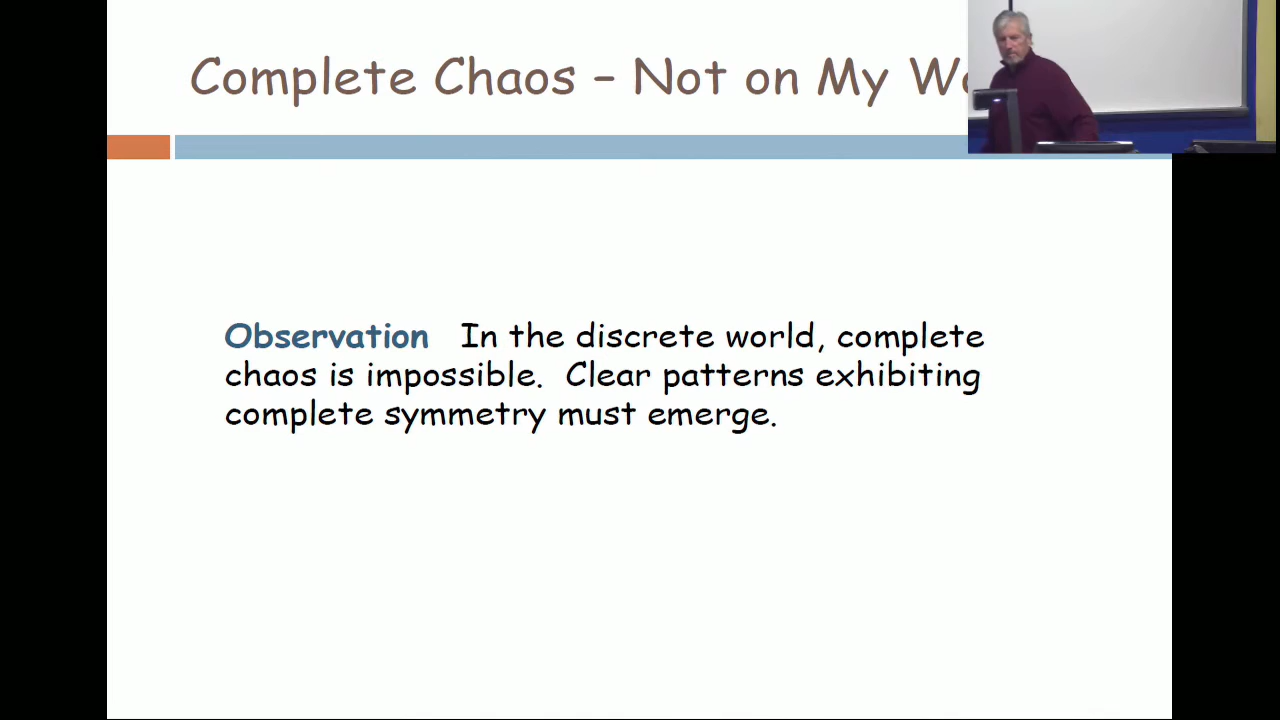 Complete Chaos – Not on My
Observation In the discrete world, complete
chaos is impossible. Clear patterns exhibiting
complete symmetry must emerge.